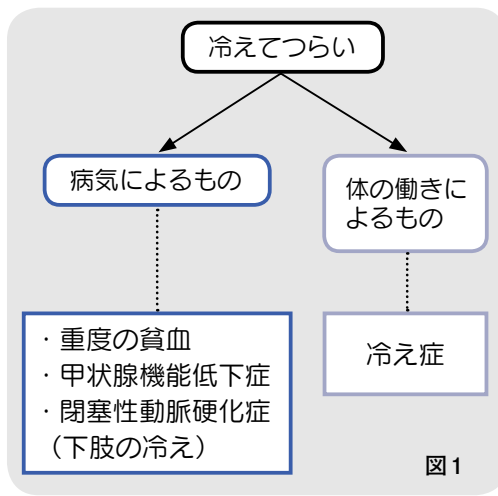 冷えてつらい
病気によるもの
体の働きに
よるもの
・重度の貧血
・甲状腺機能低下症
・閉塞性動脈硬化症
（下肢の冷え）
冷え症
図1